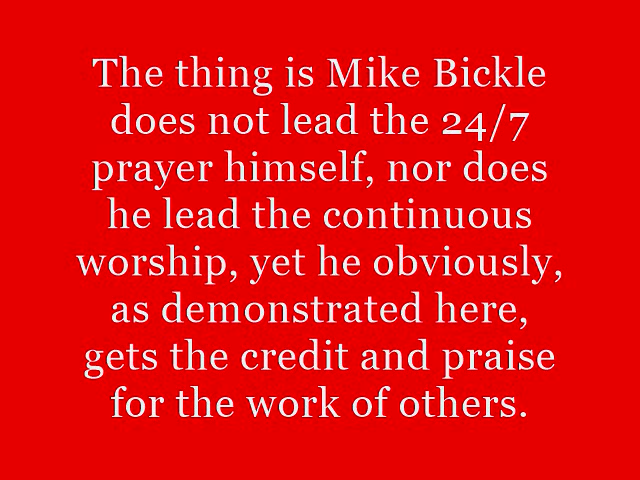 The thing is Mike Bickle
does not lead the 24/7
prayer himself, nor does
he lead the continuous
worship, yet he obviously,
as demonstrated here,
gets the credit and praise
for the work of others.